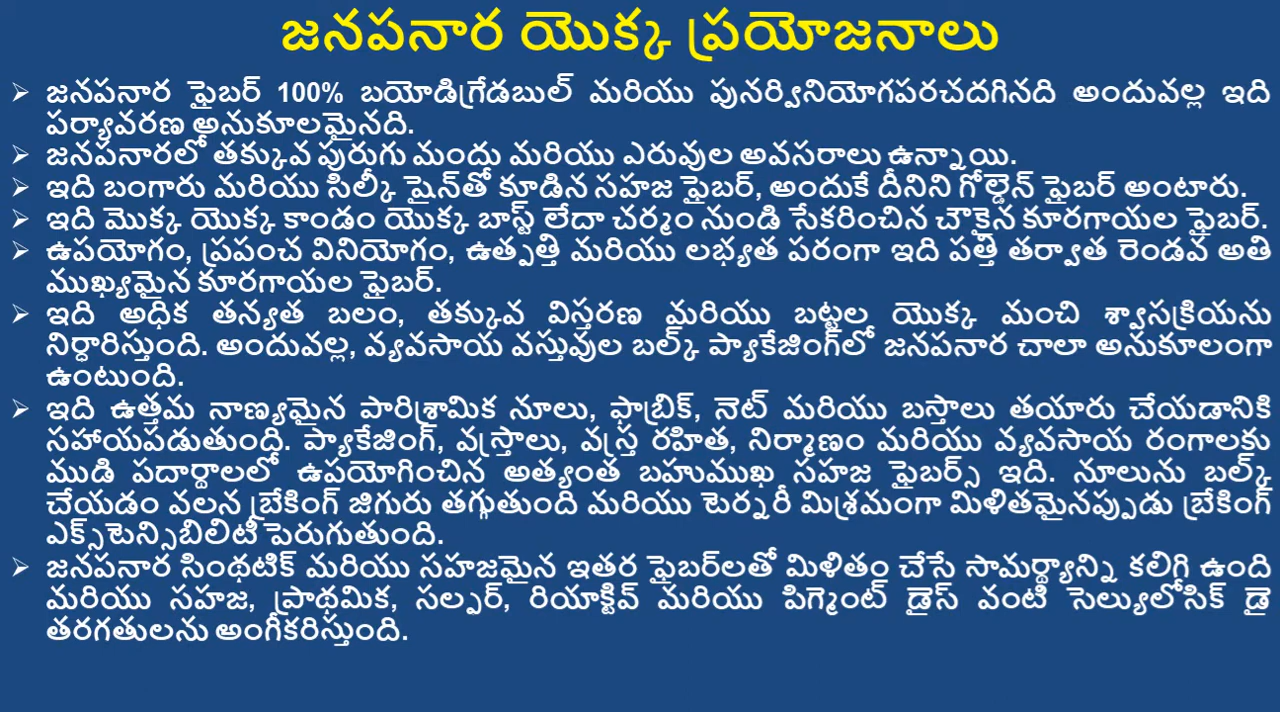 జనపనార యొక్క ప్రయోజనాలు
➢ జనపనార ఫైబర్ 100% బయోడిగ్రేడబుల్ మరియు పునర్వినియోగపరచదగినది అందువల్ల ఇది
పర్యావరణ అనుకూలమైనది.
➢ జనపనారలో తక్కువ పురుగు మందు మరియు ఎరువుల అవసరాలు ఉన్నాయి.
➢ ఇది బంగారు మరియు సిల్కీ షైన్‌తో కూడిన సహజ ఫైబర్, అందుకే దీనిని గోల్డెన్ ఫైబర్ అంటారు.
➢ ఇది మొక్క యొక్క కాండం యొక్క బాస్ట్ లేదా చర్మం నుండి సేకరించిన చౌకైన కూరగాయల ఫైబర్.
➢ ఉపయోగం, ప్రపంచ వినియోగం, ఉత్పత్తి మరియు లభ్యత పరంగా ఇది పత్తి తర్వాత రెండవ అతి
ముఖ్యమైన కూరగాయల ఫైబర్.
➢ ఇది అధిక తన్యత బలం, తక్కువ విస్తరణ మరియు బట్టల యొక్క మంచి శ్వాసక్రియను
నిర్ధారిస్తుంది. అందువల్ల, వ్యవసాయ వస్తువుల బల్క్ ప్యాకేజింగ్‌లో జనపనార చాలా అనుకూలంగా
ఉంటుంది.
➢ ఇది ఉత్తమ నాణ్యమైన పారిశ్రామిక నూలు, ఫాబ్రిక్, నెట్ మరియు బస్తాలు తయారు చేయడానికి
సహాయపడుతుంది. ప్యాకేజింగ్, వస్త్రాలు, వస్త్ర రహిత, నిర్మాణం మరియు వ్యవసాయ రంగాలకు
ముడి పదార్థాలలో ఉపయోగించిన అత్యంత బహుముఖ సహజ ఫైబర్స్ ఇది. నూలును బల్క్
చేయడం వలన బ్రేకింగ్ జిగురు తగ్గుతుంది మరియు టెర్నరీ మిశ్రమంగా మిళితమైనప్పుడు బ్రేకింగ్
ఎక్స్‌టెన్సిబిలిటీ పెరుగుతుంది.
➢ జనపనార సింథటిక్ మరియు సహజమైన ఇతర ఫైబర్‌లతో మిళితం చేసే సామర్థ్యాన్ని కలిగి ఉంది
మరియు సహజ, ప్రాథమిక, సల్ఫర్, రియాక్టివ్ మరియు పిగ్మెంట్ డైస్ వంటి సెల్యులోసిక్ డై
తరగతులను అంగీకరిస్తుంది.